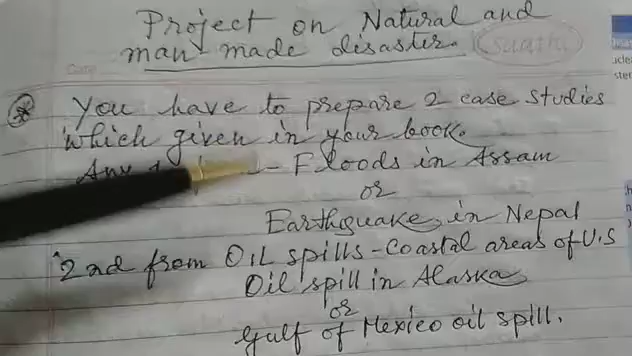 Project on Natural and
man-made disaster.
Date
* You have to prepare 2 case studies
which given in your book.
Any - Floods in Assam
or
Earthquake in Nepal
2nd from Oil spills - Coastal areas of U.S
Oil spill in Alaska
or
Gulf of Mexico oil spill.